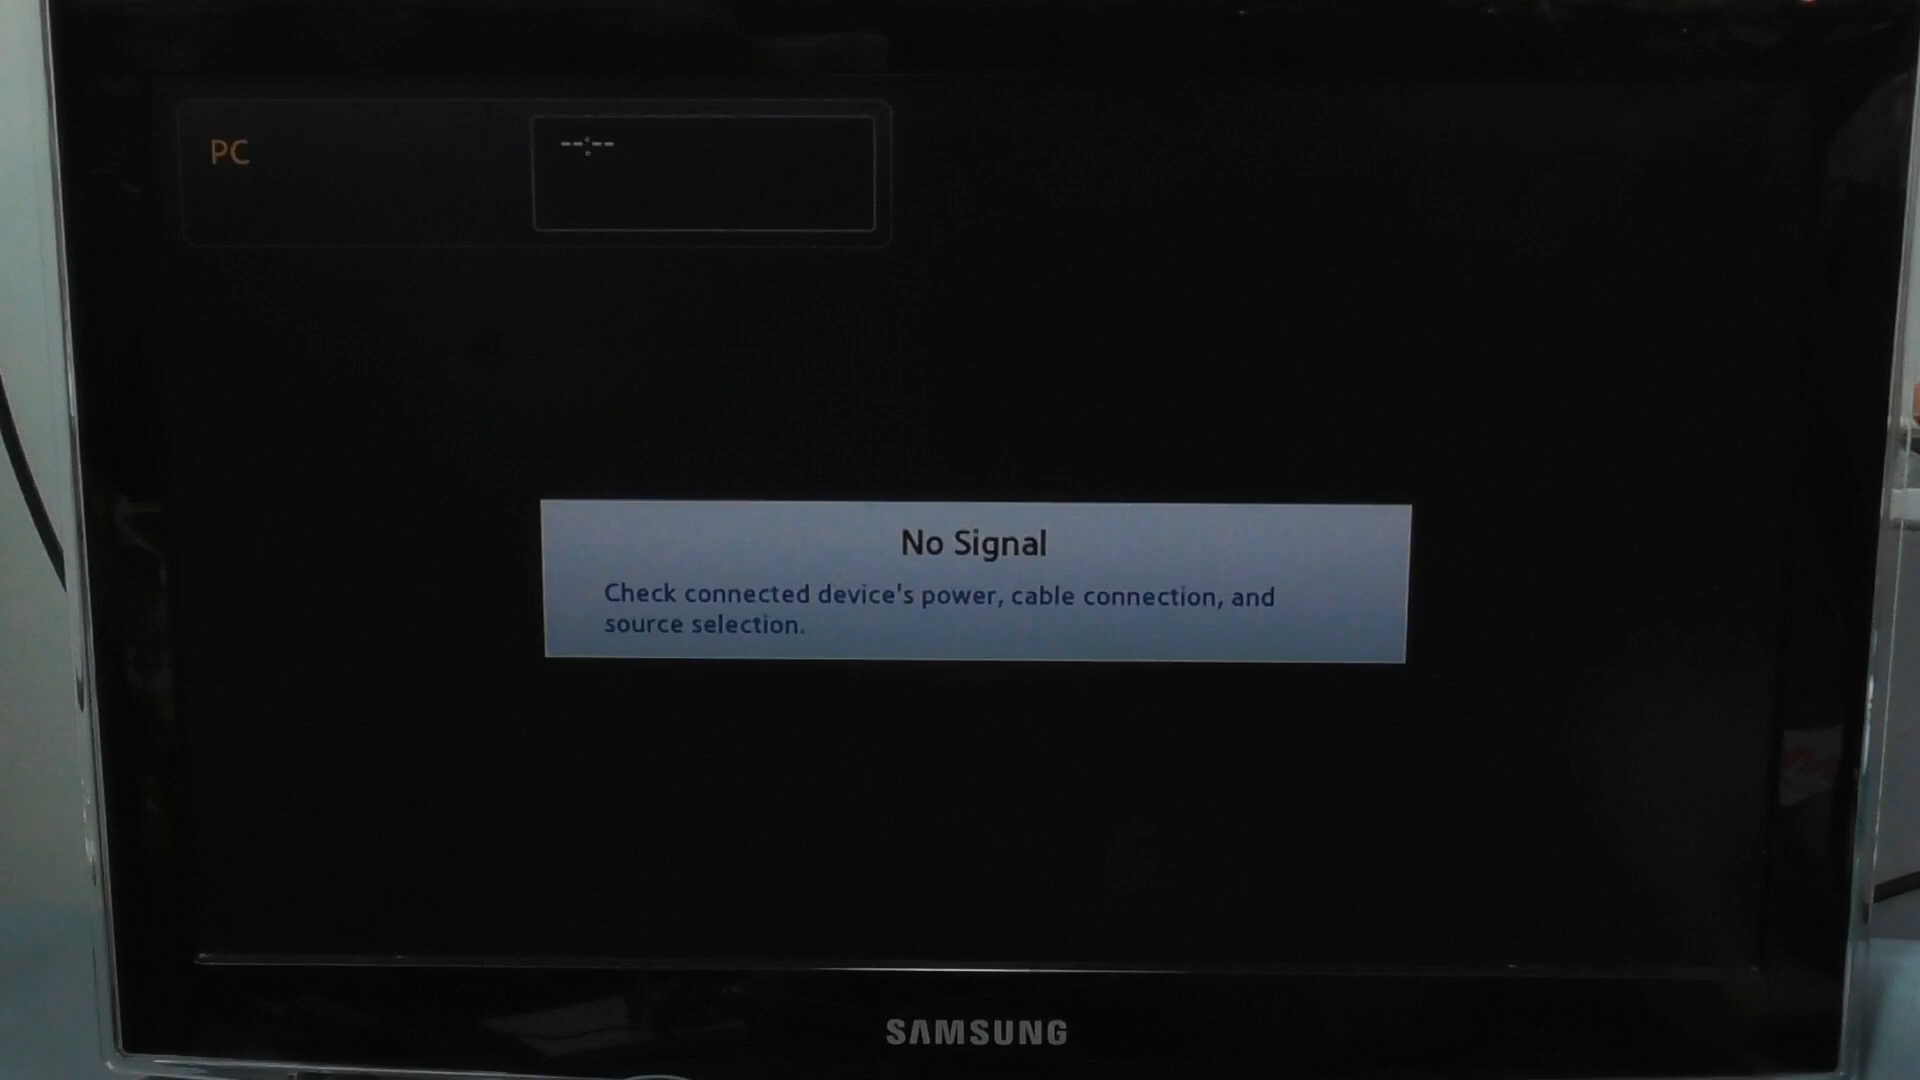 PC
--:--
No Signal
Check connected device's power, cable connection, and
source selection.
SAMSUNG